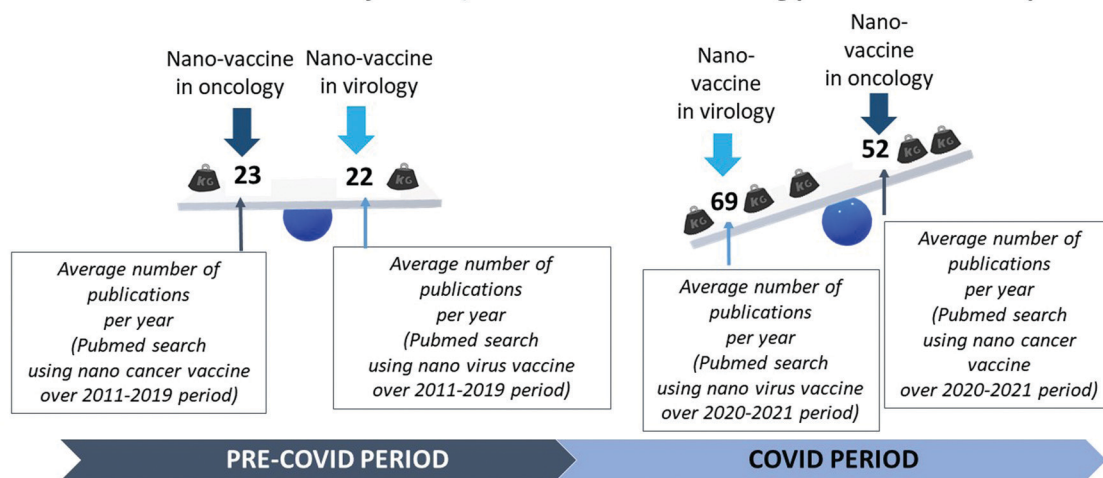 Nano-vaccine
in oncology
Nano-vaccine
in virology
23
22
KG
KG
Average number of
publications
per year
(Pubmed search
using nano cancer vaccine
over 2011-2019 period)
Average number of
publications
per year
(Pubmed search
using nano virus vaccine
over 2011-2019 period)
PRE-COVID PERIOD
Nano-
vaccine
in virology
Nano-
vaccine
in oncology
69
52
KG
KG
KG
KG
KG
Average number of
publications
per year
(Pubmed search
using nano virus vaccine
over 2020-2021 period)
Average number of
publications
per year
(Pubmed search
using nano cancer
vaccine
over 2020-2021 period)
COVID PERIOD